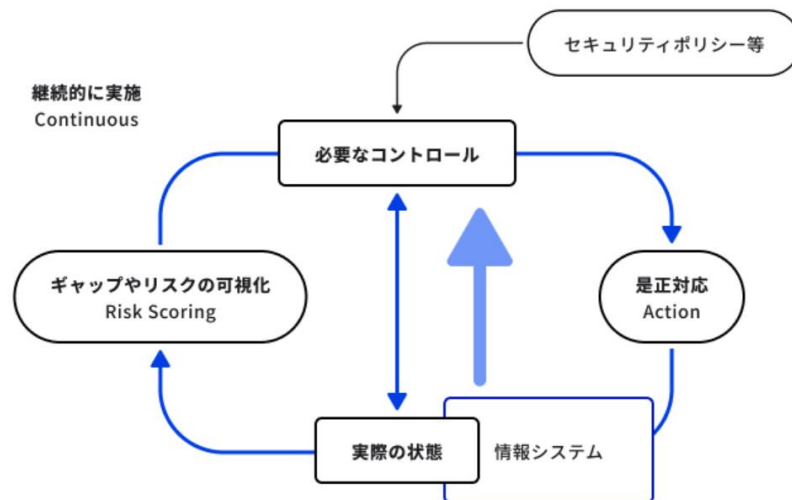 セキュリティポリシー等
継続的に実施
Continuous
必要なコントロール
ギャップやリスクの可視化
Risk Scoring
是正対応
Action
実際の状態
情報システム